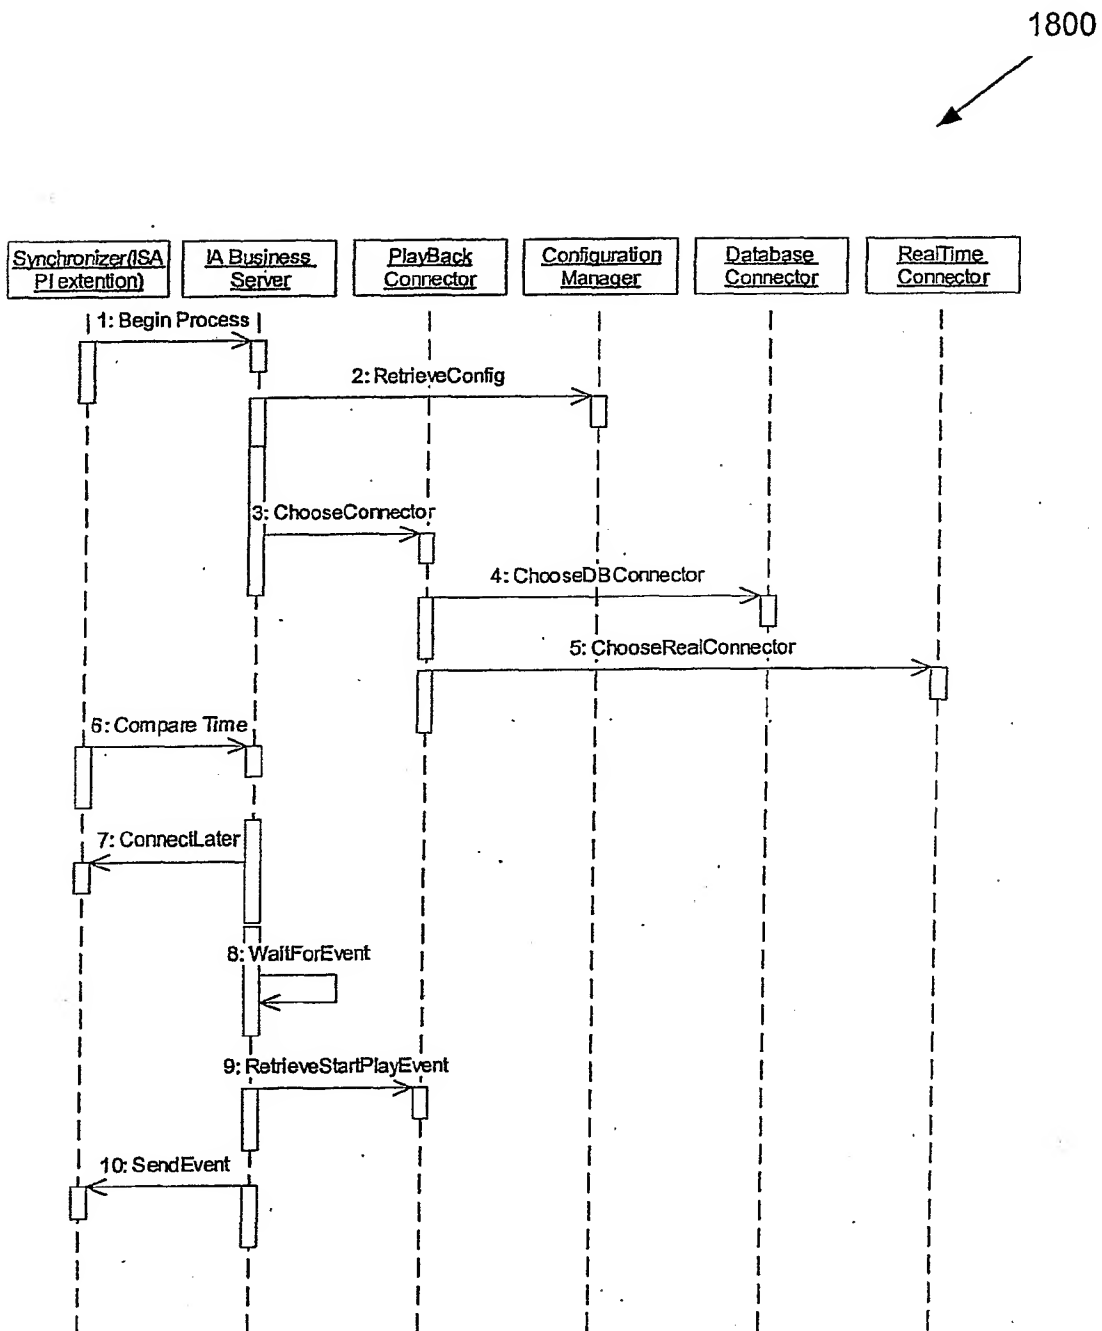 1800
Synchronizer(ISA
PI extention)
IA Business
Server
PlayBack
Connector
Configuration
Manager
Database
Connector
RealTime
Connector
1: Begin Process
2: RetrieveConfig
3: ChooseConnector
4: ChooseDBConnector
5: ChooseRealConnector
6: Compare Time
7: ConnectLater
8: WaitForEvent
9: RetrieveStartPlayEvent
10: SendEvent